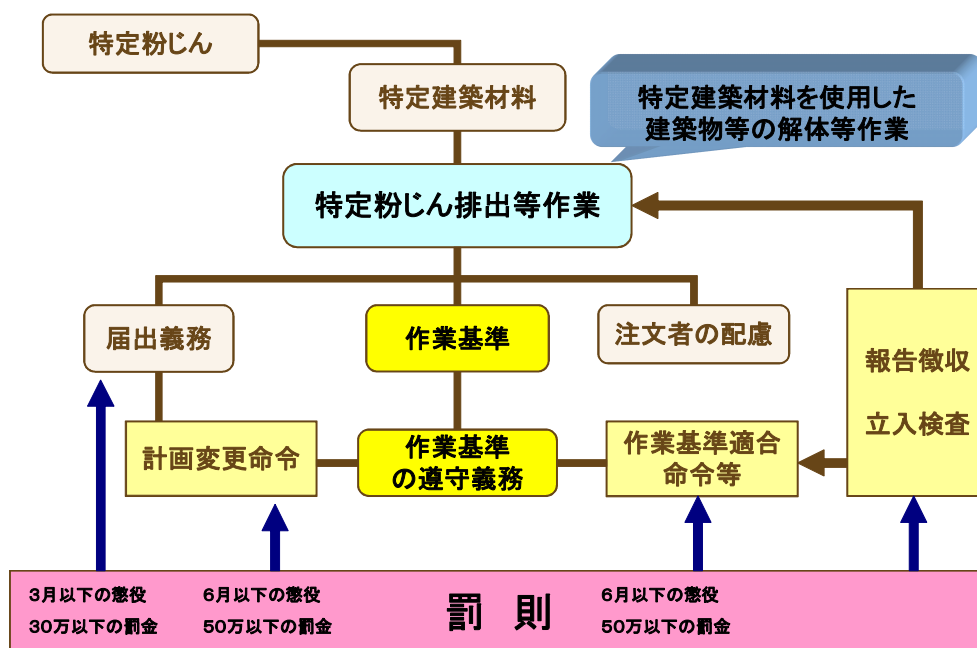 特定粉じん
特定建築材料
特定建築材料を使用した
建築物等の解体等作業
特定粉じん排出等作業
届出義務
作業基準
注文者の配慮
報告徴収
立入検査
計画変更命令
作業基準
の遵守義務
作業基準適合
命令等
3月以下の懲役
30万以下の罰金
6月以下の懲役
50万以下の罰金
罰 則
6月以下の懲役
50万以下の罰金